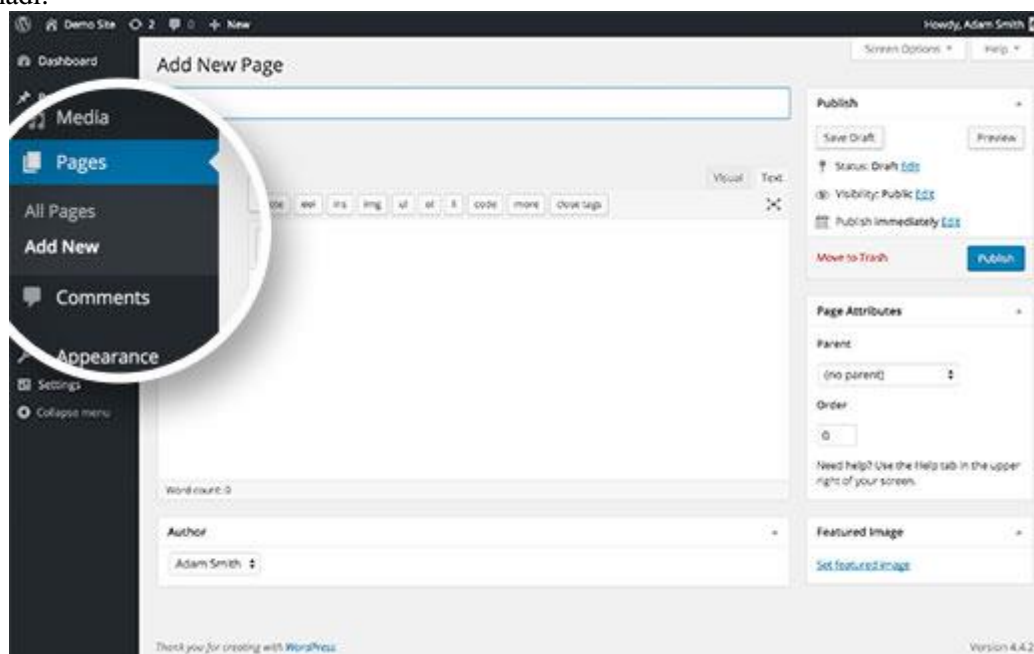 Demo Site 2 0 + New
Howdy, Adam Smith
Screen Options Help
Dashboard
Add New Page
Media
Pages
All Pages
Add New
Comments
Appearance
Settings
Collapse menu
Visual Text
ins img ul ol li code more close tags
Word count: 0
Author
Adam Smith
Publish
Save Draft Preview
Status: Draft Edit
Visibility: Public Edit
Publish immediately Edit
Move to Trash Publish
Page Attributes
Parent
(no parent)
Order
0
Need help? Use the Help tab in the upper
right of your screen.
Featured Image
Set featured image
Thank you for creating with WordPress.
Version 4.4.2